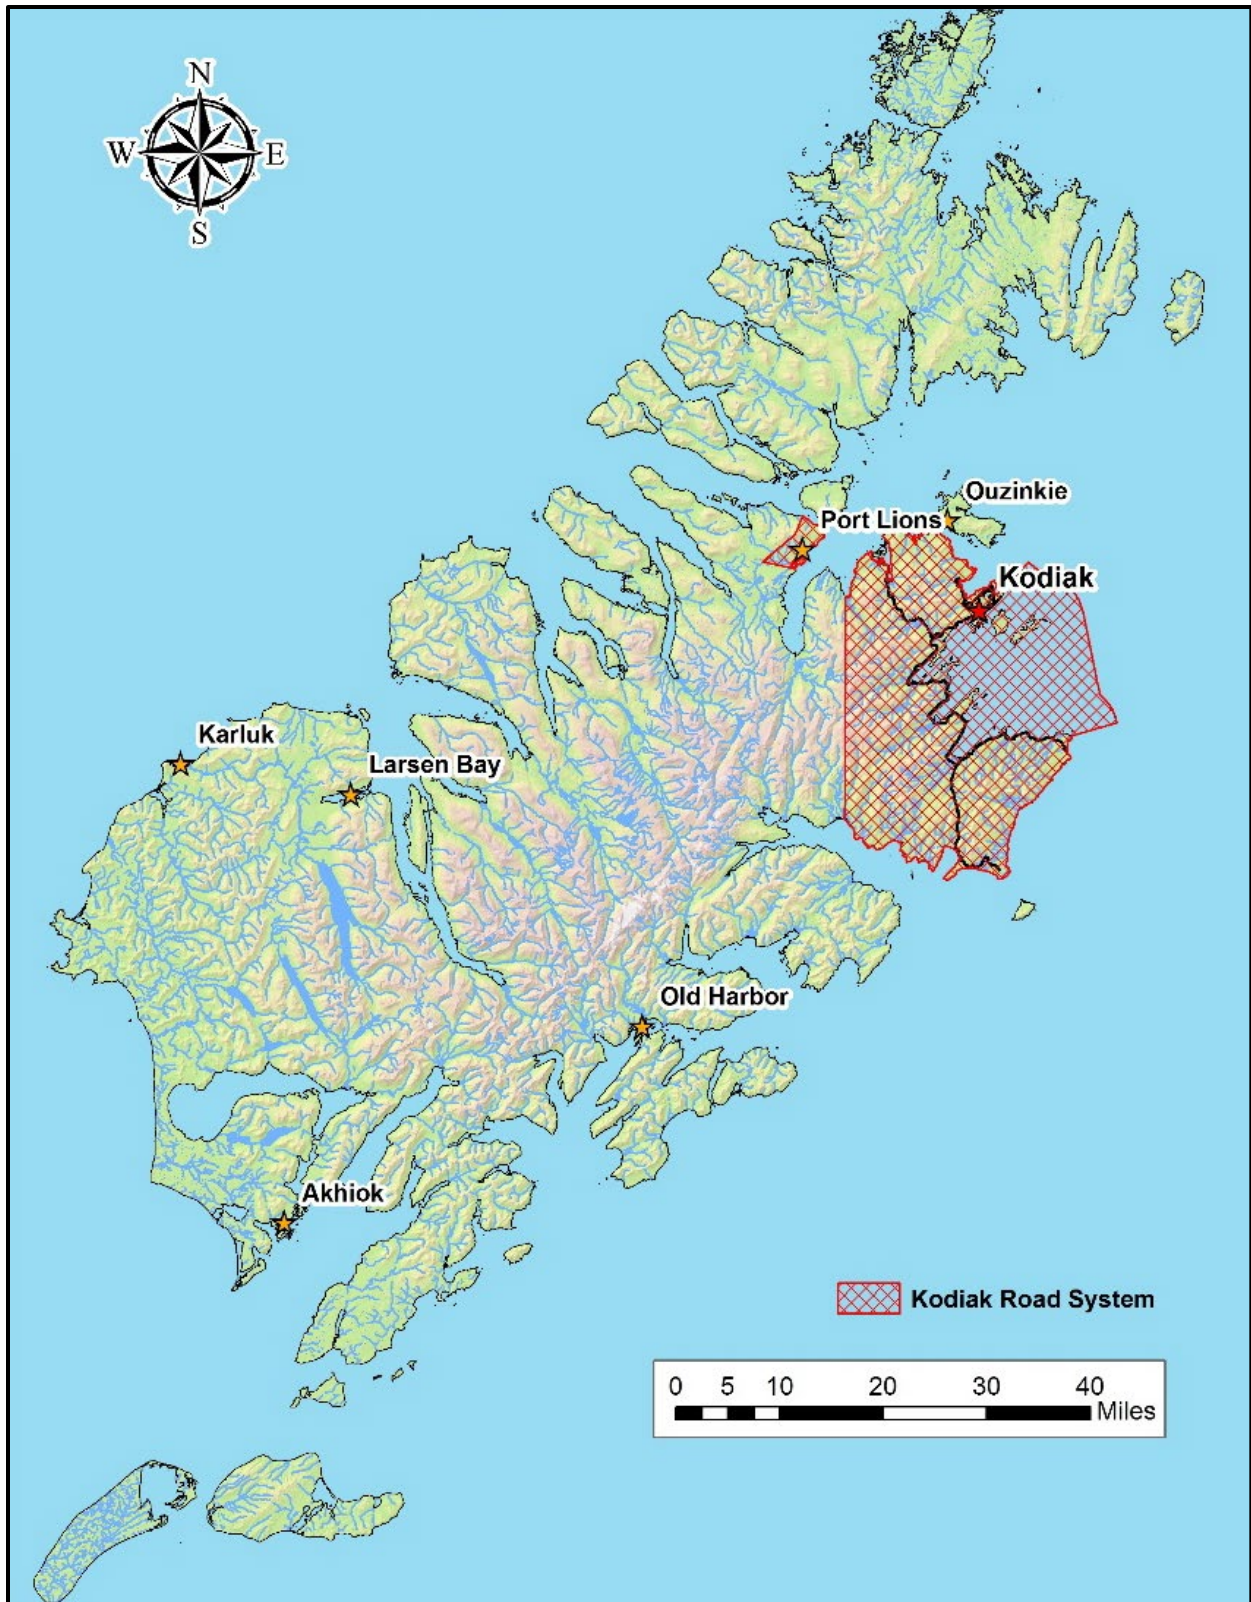 N
W E
S
Ouzinkie
Port Lions
Kodiak
Karluk
Larsen Bay
Old Harbor
Akhiok
Kodiak Road System
0 5 10 20 30 40
Miles